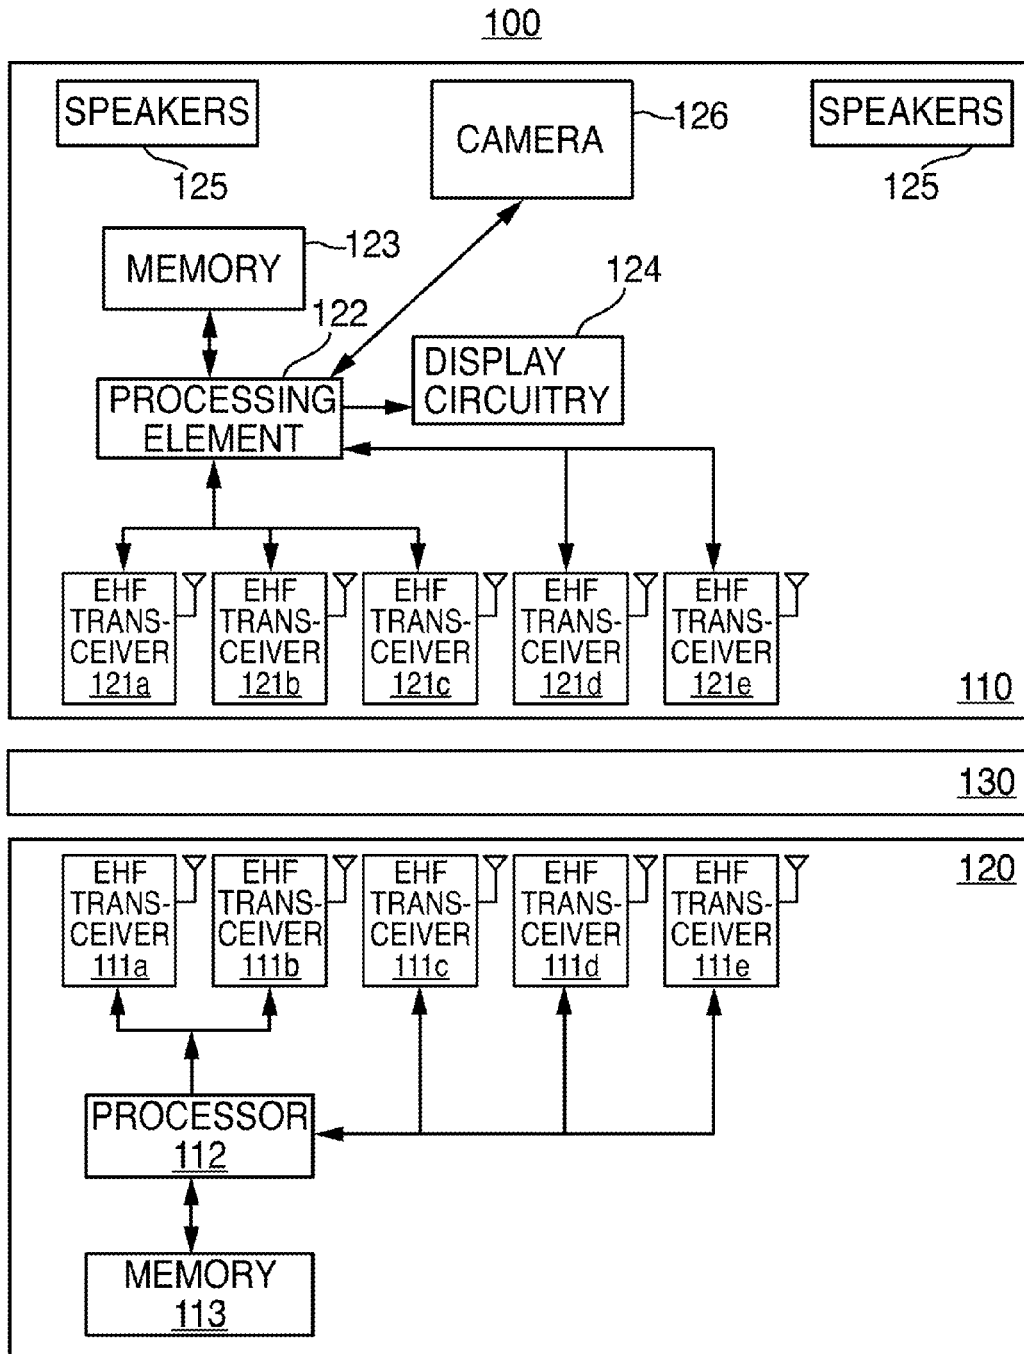 100
SPEAKERS
125
CAMERA
126
SPEAKERS
125
MEMORY
123
122
124
DISPLAY
CIRCUITRY
PROCESSING
ELEMENT
EHF
TRANS-
CEIVER
121a
EHF
TRANS-
CEIVER
121b
EHF
TRANS-
CEIVER
121c
EHF
TRANS-
CEIVER
121d
EHF
TRANS-
CEIVER
121e
110
130
EHF
TRANS-
CEIVER
111a
EHF
TRANS-
CEIVER
111b
EHF
TRANS-
CEIVER
111c
EHF
TRANS-
CEIVER
111d
EHF
TRANS-
CEIVER
111e
120
PROCESSOR
112
MEMORY
113